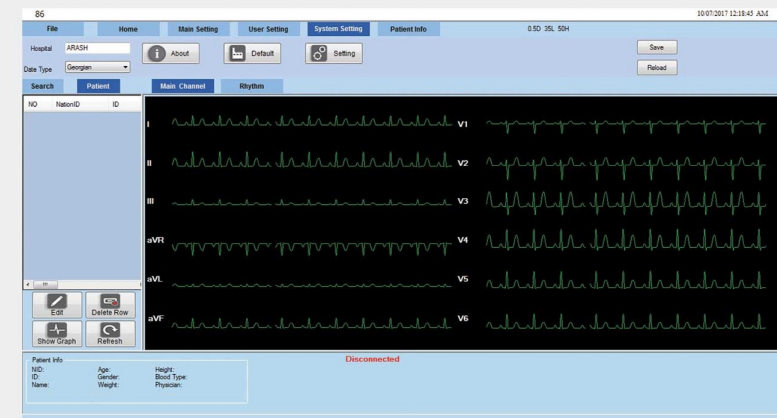 86 10/07/2017 12:18:45 AM
File Home Main Setting User Setting System Setting Patient Info 0.5D 35L 50H
Hospital ARASH About Default Setting Save
Date Type Georgian Reload
Search Patient Main Channel Rhythm
NO NationID ID
I V1
II V2
III V3
aVR V4
aVL V5
aVF V6
Edit Delete Row
Show Graph Refresh
Disconnected
Patient Info
NID: Age: Height:
ID: Gender: Blood Type:
Name: Weight: Physician: